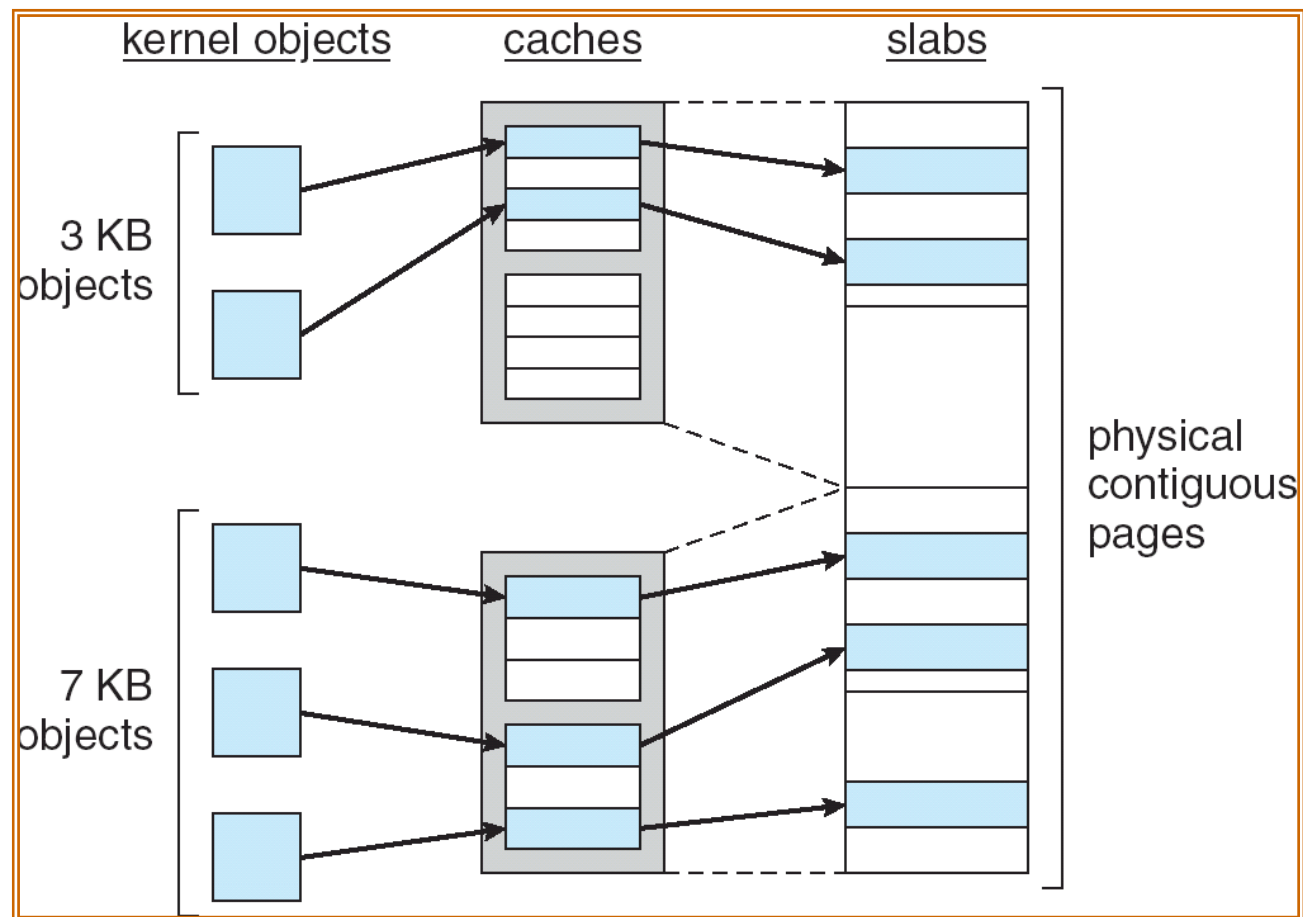 kernel objects
caches
slabs
3 KB
objects
physical
contiguous
pages
7 KB
objects